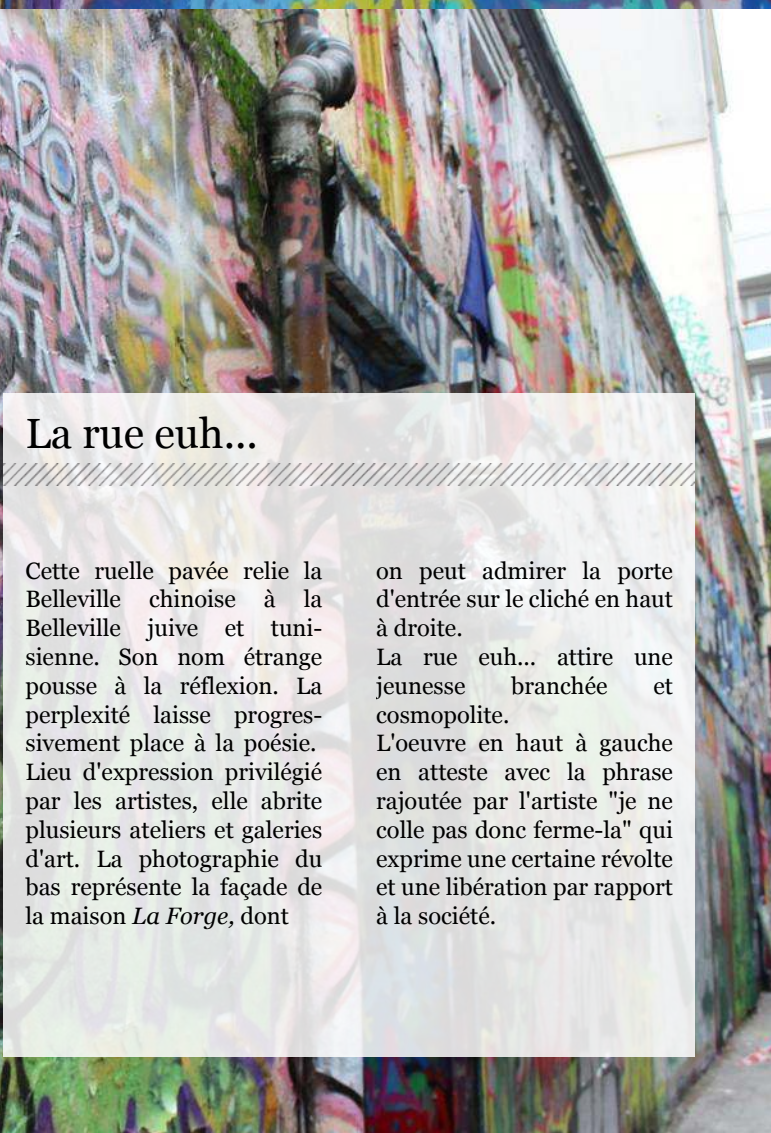 La rue euh...
Cette ruelle pavée relie la
Belleville chinoise à la
Belleville juive et tuni-
sienne. Son nom étrange
pousse à la réflexion. La
perplexité laisse progres-
sivement place à la poésie.
Lieu d'expression privilégié
par les artistes, elle abrite
plusieurs ateliers et galeries
d'art. La photographie du
bas représente la façade de
la maison La Forge, dont
on peut admirer la porte
d'entrée sur le cliché en haut
à droite.
La rue euh... attire une
jeunesse branchée et
cosmopolite.
L'oeuvre en haut à gauche
en atteste avec la phrase
rajoutée par l'artiste "je ne
colle pas donc ferme-la" qui
exprime une certaine révolte
et une libération par rapport
à la société.